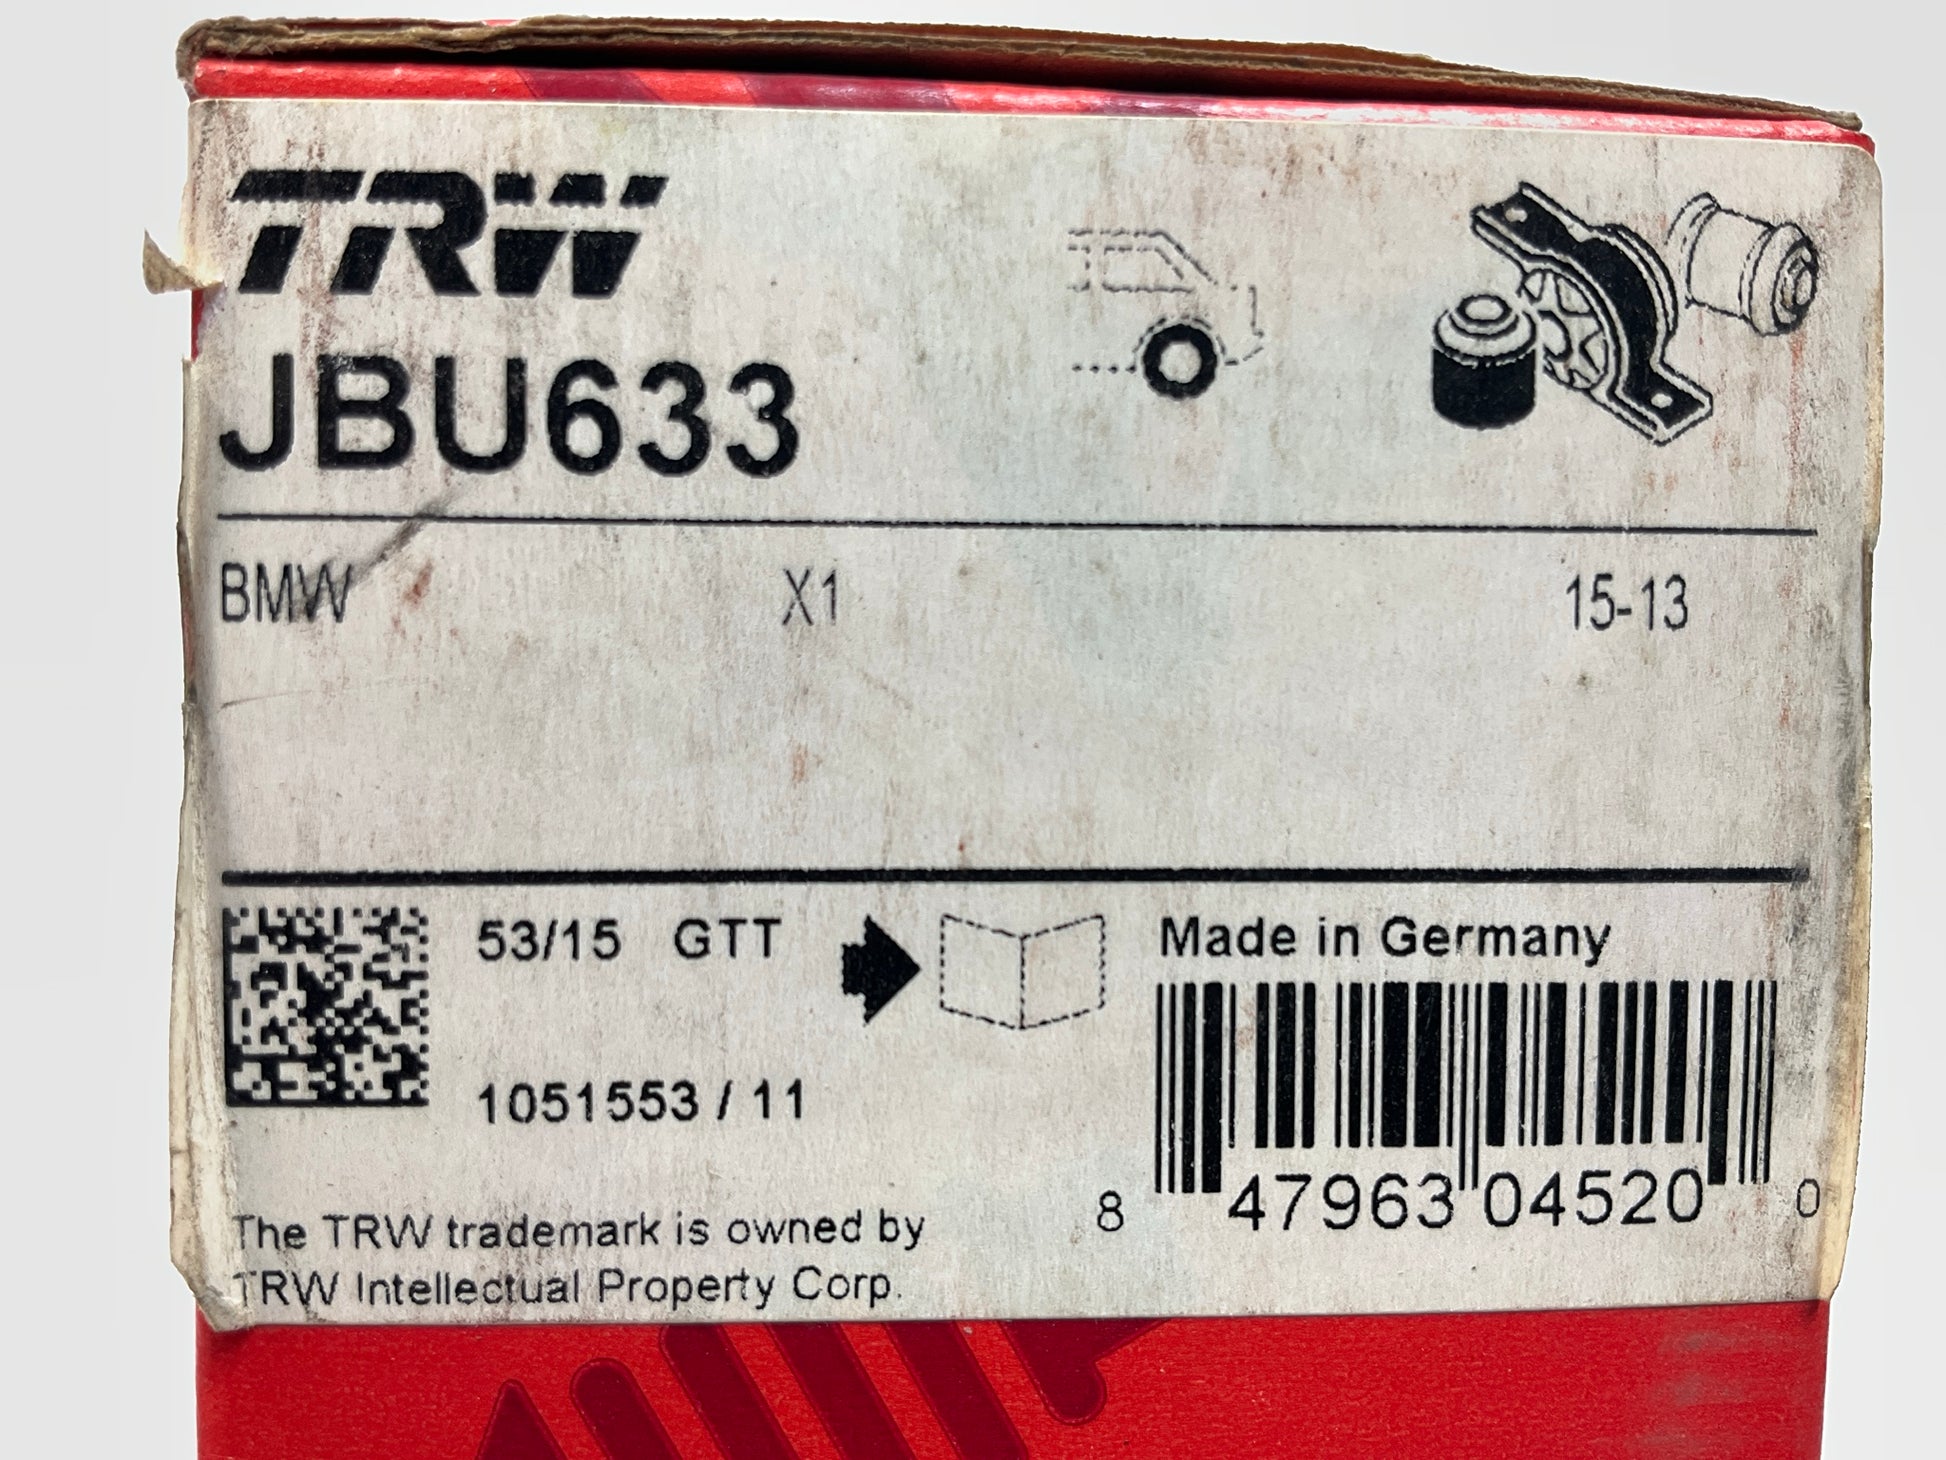 TRW
JBU633
BMW X1 15-13
53/15 GTT
Made in Germany
1051553 / 11
8 47963 04520 0
The TRW trademark is owned by
TRW Intellectual Property Corp.